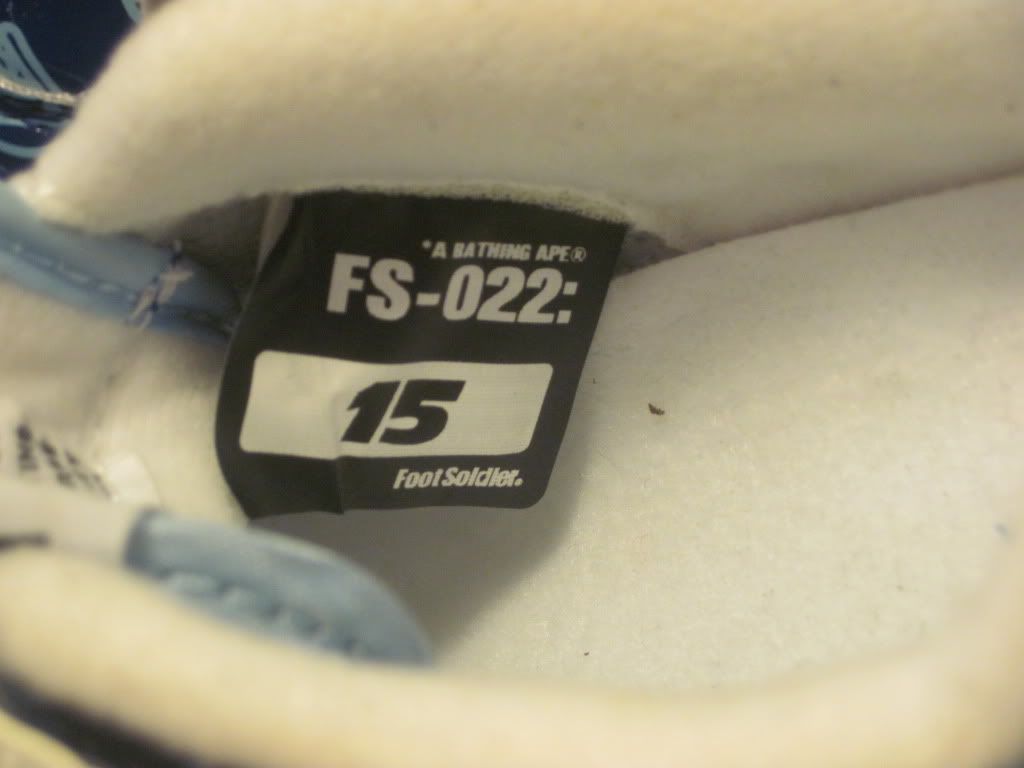 *A BATHING APE®
FS-022:
15
FootSoldier.